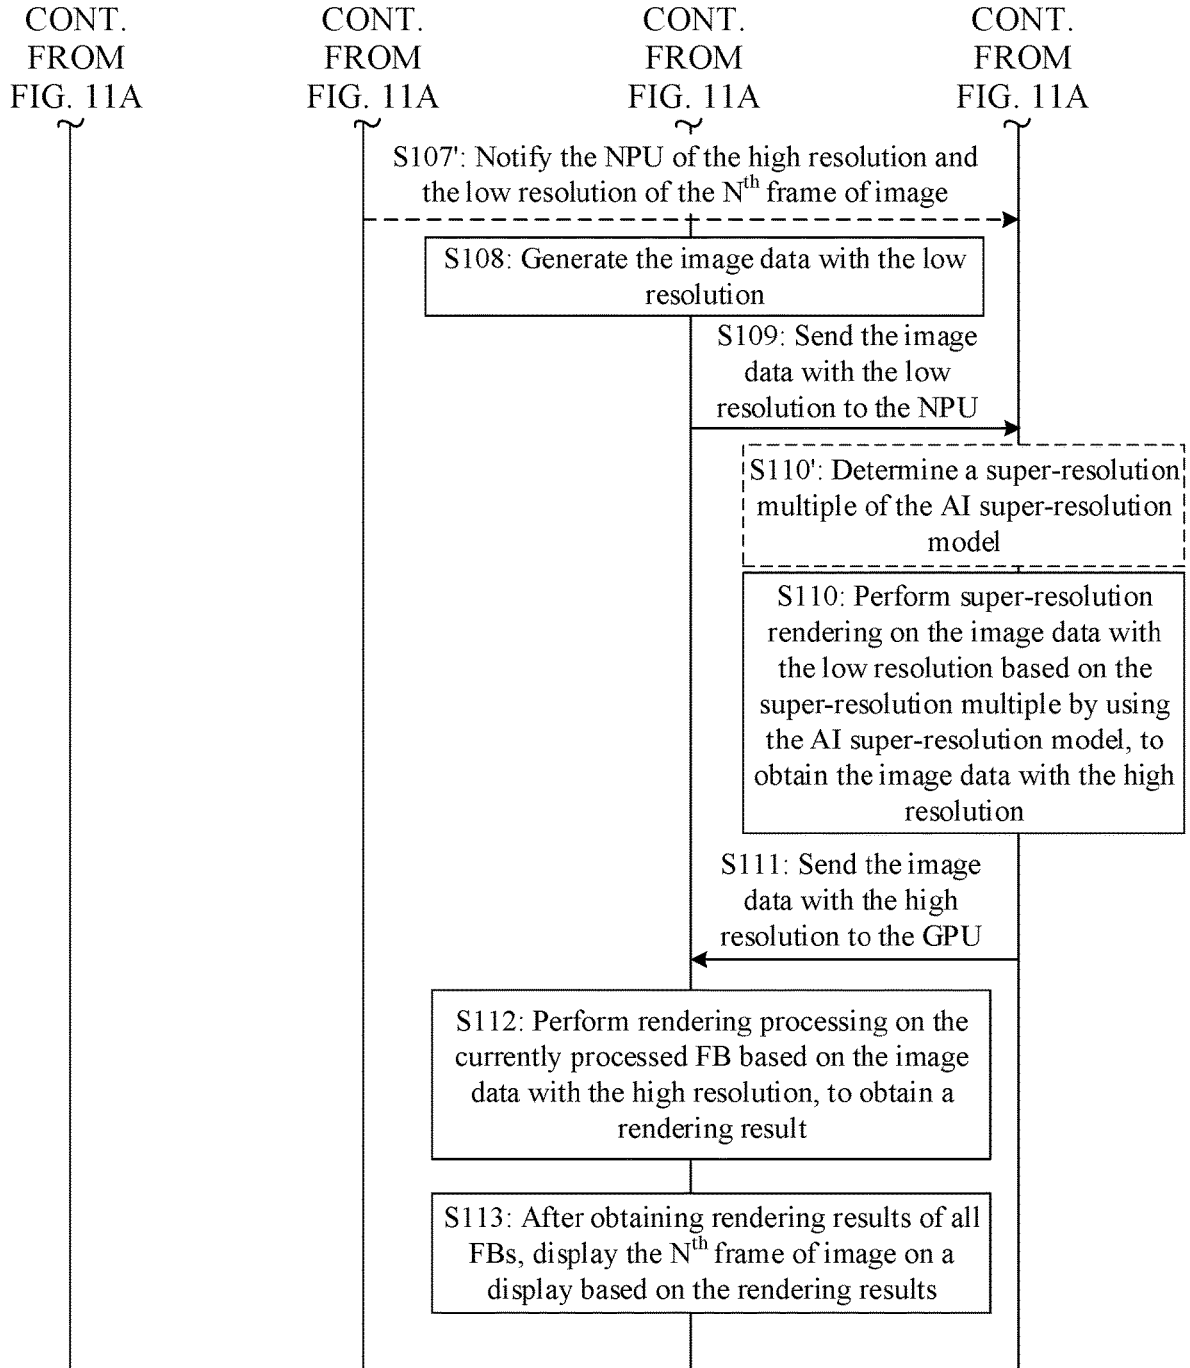 CONT.
FROM
FIG. 11A
CONT.
FROM
FIG. 11A
CONT.
FROM
FIG. 11A
CONT.
FROM
FIG. 11A
S107': Notify the NPU of the high resolution and
the low resolution of the Nth frame of image
S108: Generate the image data with the low
resolution
S109: Send the image
data with the low
resolution to the NPU
S110': Determine a super-resolution
multiple of the AI super-resolution
model
S110: Perform super-resolution
rendering on the image data with
the low resolution based on the
super-resolution multiple by using
the AI super-resolution model, to
obtain the image data with the high
resolution
S111: Send the image
data with the high
resolution to the GPU
S112: Perform rendering processing on the
currently processed FB based on the image
data with the high resolution, to obtain a
rendering result
S113: After obtaining rendering results of all
FBs, display the Nth frame of image on a
display based on the rendering results